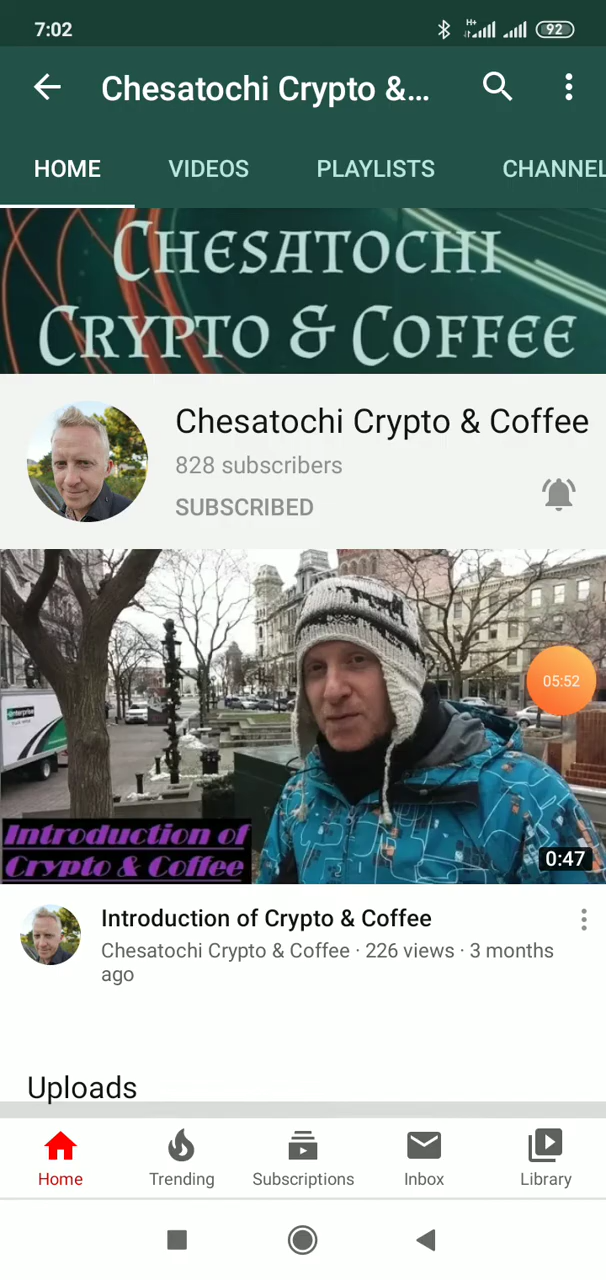 7:02
H+
92
Chesatochi Crypto &...
HOME VIDEOS PLAYLISTS CHANNEL
CHESATOCHI
CRYPTO & COFFEE
Chesatochi Crypto & Coffee
828 subscribers
SUBSCRIBED
05:52
enterprise
Introduction of
Crypto & Coffee
0:47
Introduction of Crypto & Coffee
Chesatochi Crypto & Coffee · 226 views · 3 months
ago
Uploads
Home Trending Subscriptions Inbox Library